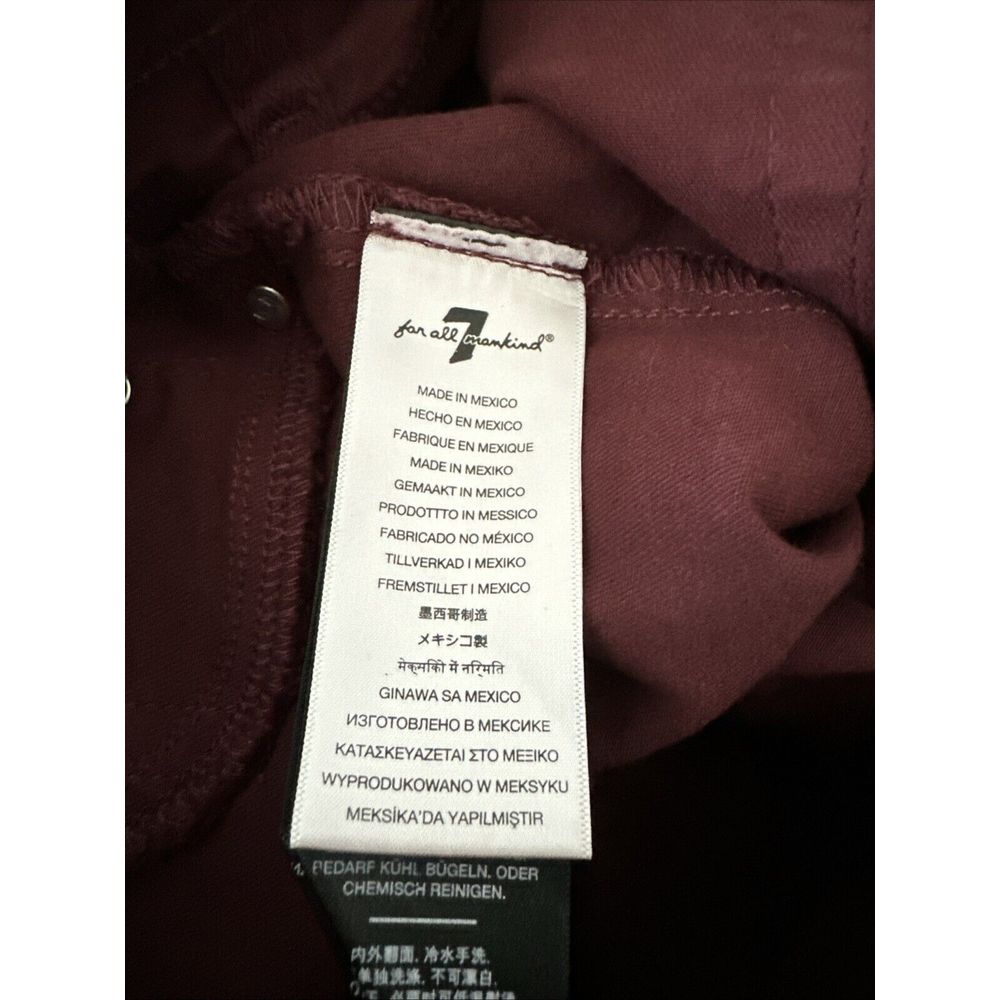 7 for all mankind®
MADE IN MEXICO
HECHO EN MEXICO
FABRIQUE EN MEXIQUE
MADE IN MEXIKO
GEMAAKT IN MEXICO
PRODOTTTO IN MESSICO
FABRICADO NO MÉXICO
TILLVERKAD I MEXIKO
FREMSTILLET I MEXICO
墨西哥制造
メキシコ製
मेक्सिको में नरि्मति
GINAWA SA MEXICO
ИЗГОТОВЛЕНО В МЕКСИКЕ
ΚΑΤΑΣΚΕΥΑΖΕΤΑΙ ΣΤΟ ΜΕΞΙΚΟ
WYPRODUKOWANO W MEKSYKU
MEKSİKA'DA YAPILMIŞTIR
BEDARF KÜHL BÜGELN. ODER
CHEMISCH REINIGEN.
内外翻面, 冷水手洗,
单独洗涤, 不可漂白,